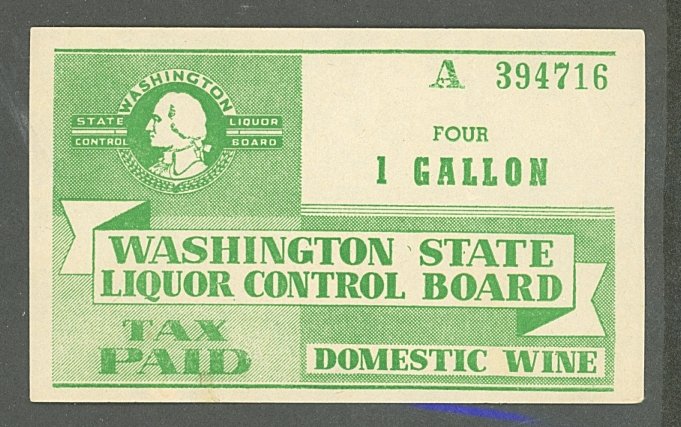 WASHINGTON
STATE LIQUOR
CONTROL BOARD
A 394716
FOUR
1 GALLON
WASHINGTON STATE
LIQUOR CONTROL BOARD
TAX
PAID
DOMESTIC WINE